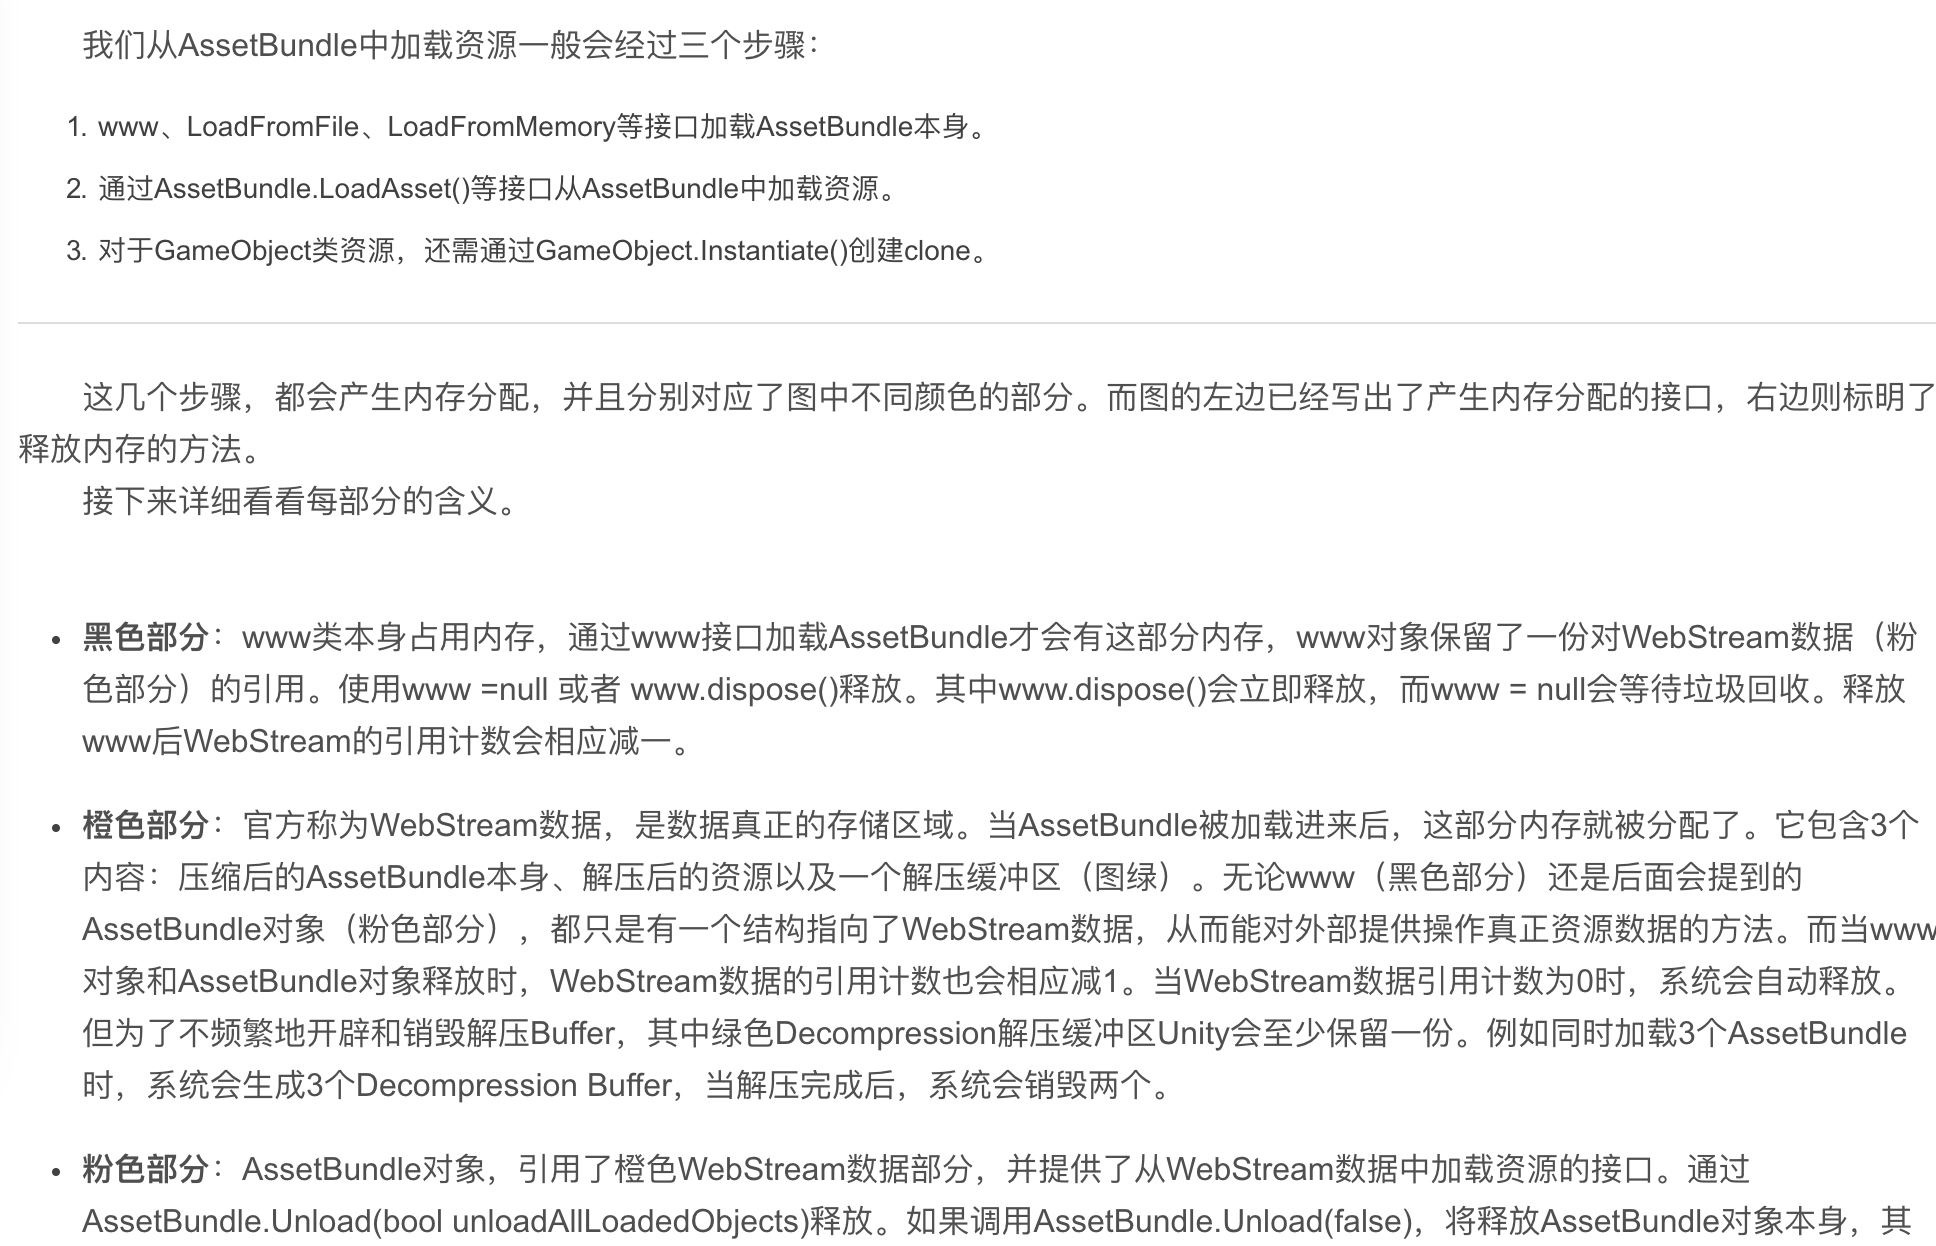 我们从AssetBundle中加载资源一般会经过三个步骤：
1. www、LoadFromFile、LoadFromMemory等接口加载AssetBundle本身。
2. 通过AssetBundle.LoadAsset()等接口从AssetBundle中加载资源。
3. 对于GameObject类资源，还需通过GameObject.Instantiate()创建clone。
这几个步骤，都会产生内存分配，并且分别对应了图中不同颜色的部分。而图的左边已经写出了产生内存分配的接口，右边则标明了
释放内存的方法。
接下来详细看看每部分的含义。
• 黑色部分：www类本身占用内存，通过www接口加载AssetBundle才会有这部分内存，www对象保留了一份对WebStream数据（粉
色部分）的引用。使用www =null 或者 www.dispose()释放。其中www.dispose()会立即释放，而www = null会等待垃圾回收。释放
www后WebStream的引用计数会相应减一。
• 橙色部分：官方称为WebStream数据，是数据真正的存储区域。当AssetBundle被加载进来后，这部分内存就被分配了。它包含3个
内容：压缩后的AssetBundle本身、解压后的资源以及一个解压缓冲区（图绿）。无论www（黑色部分）还是后面会提到的
AssetBundle对象（粉色部分），都只是有一个结构指向了WebStream数据，从而能对外部提供操作真正资源数据的方法。而当www
对象和AssetBundle对象释放时，WebStream数据的引用计数也会相应减1。当WebStream数据引用计数为0时，系统会自动释放。
但为了不频繁地开辟和销毁解压Buffer，其中绿色Decompression解压缓冲区Unity会至少保留一份。例如同时加载3个AssetBundle
时，系统会生成3个Decompression Buffer，当解压完成后，系统会销毁两个。
• 粉色部分：AssetBundle对象，引用了橙色WebStream数据部分，并提供了从WebStream数据中加载资源的接口。通过
AssetBundle.Unload(bool unloadAllLoadedObjects)释放。如果调用AssetBundle.Unload(false)，将释放AssetBundle对象本身，其